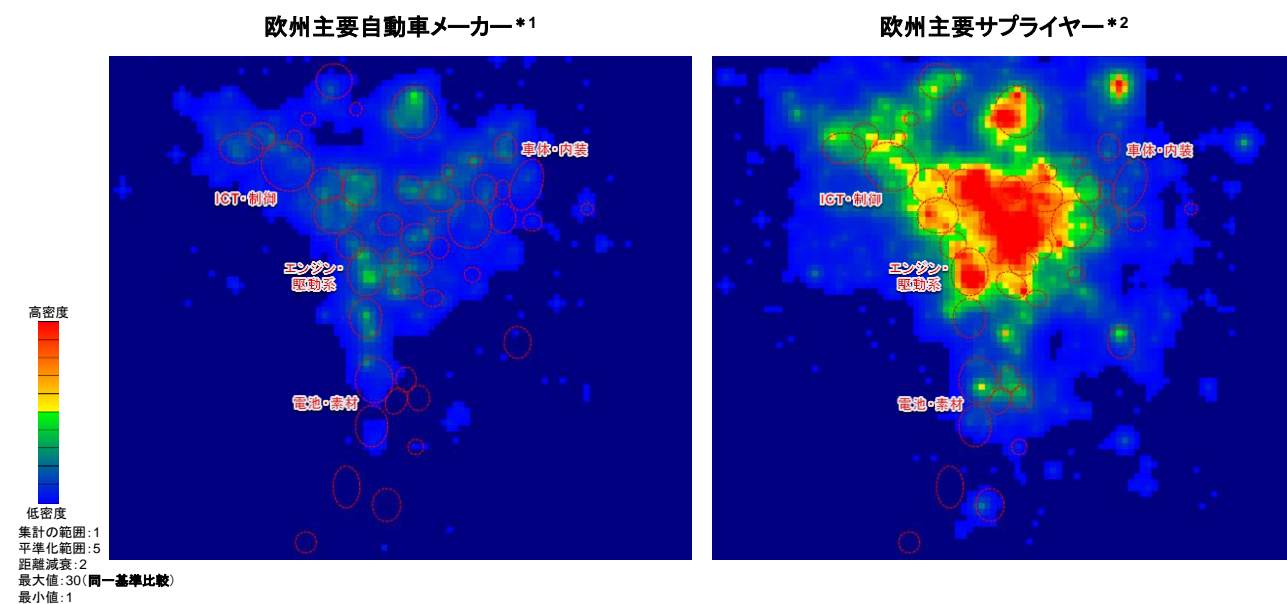 欧州主要自動車メーカー*1
欧州主要サプライヤー*2
車体・内装
ICT・制御
エンジン・
駆動系
電池・素材
車体・内装
ICT・制御
エンジン・
駆動系
電池・素材
高密度
低密度
集計の範囲:1
平準化範囲:5
距離減衰:2
最大値:30(同一基準比較)
最小値:1